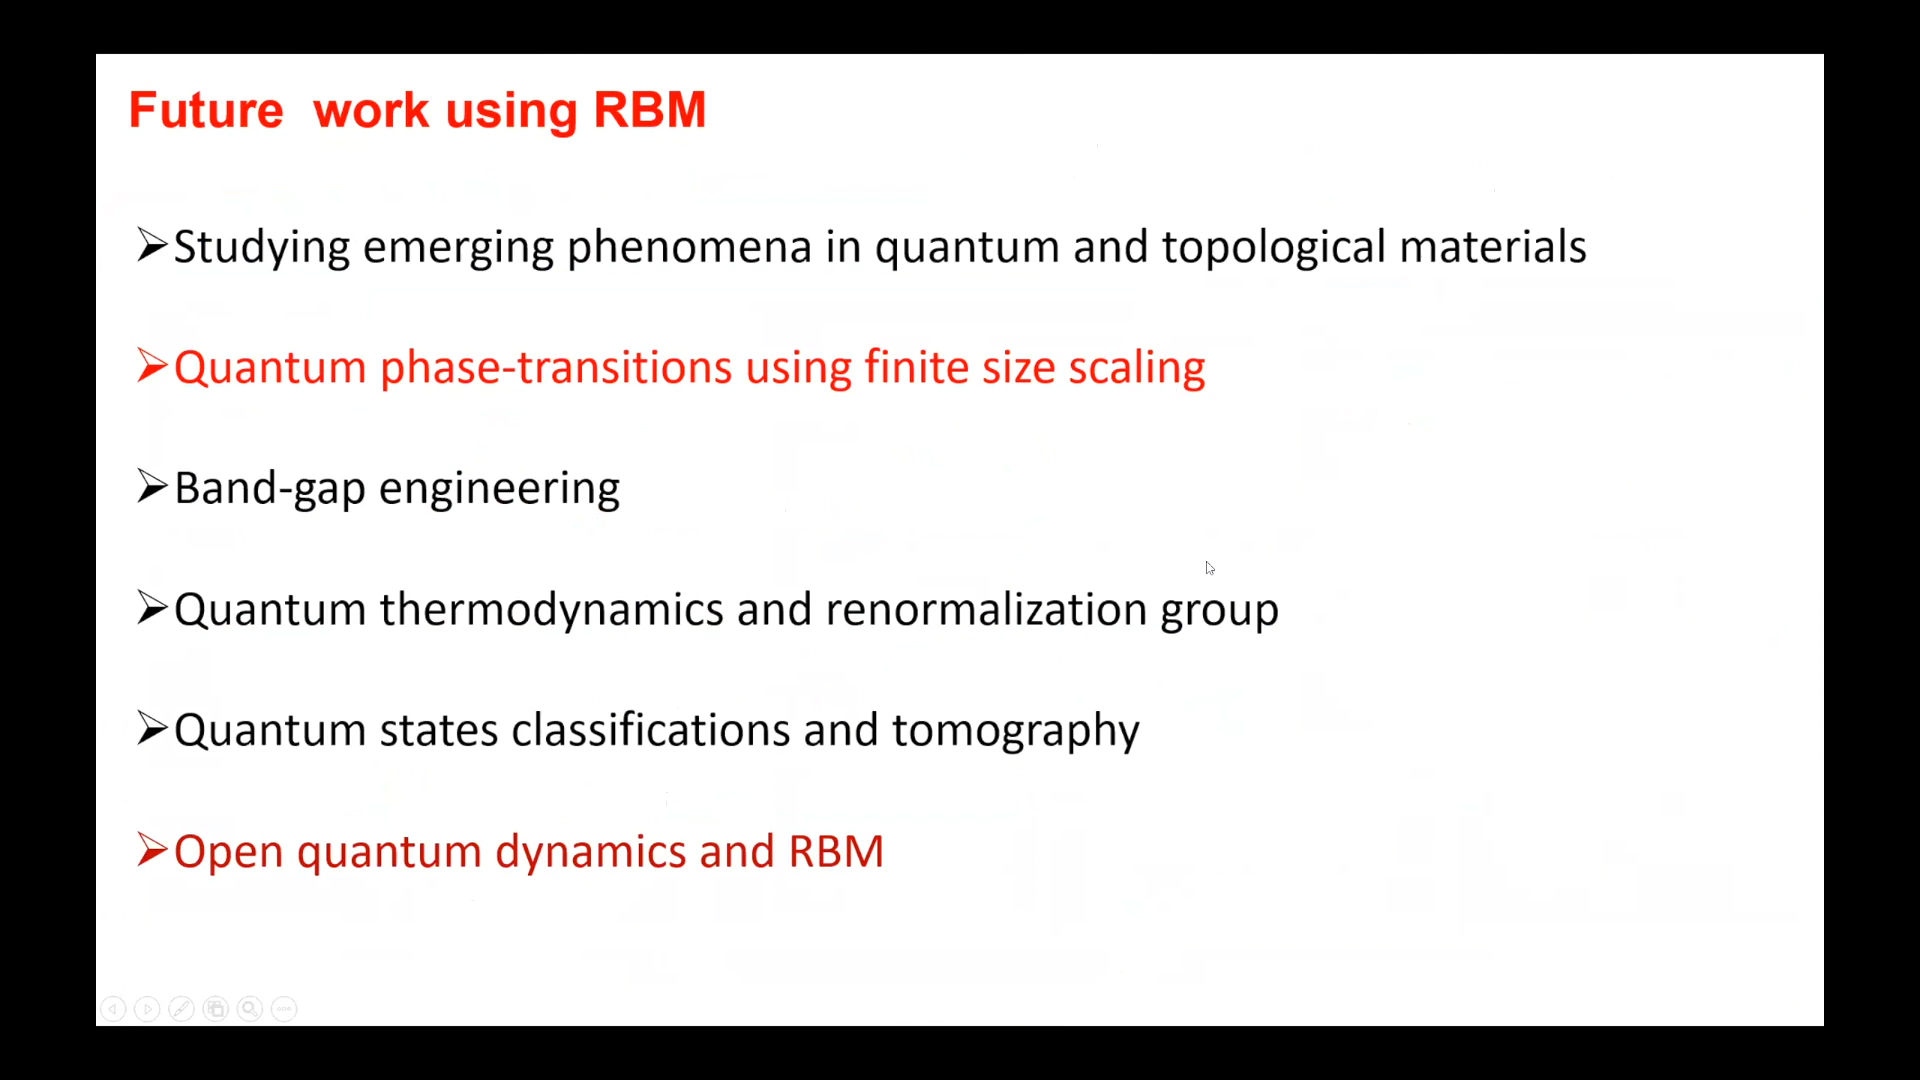 Future work using RBM
Studying emerging phenomena in quantum and topological materials
Quantum phase-transitions using finite size scaling
Band-gap engineering
Quantum thermodynamics and renormalization group
Quantum states classifications and tomography
Open quantum dynamics and RBM